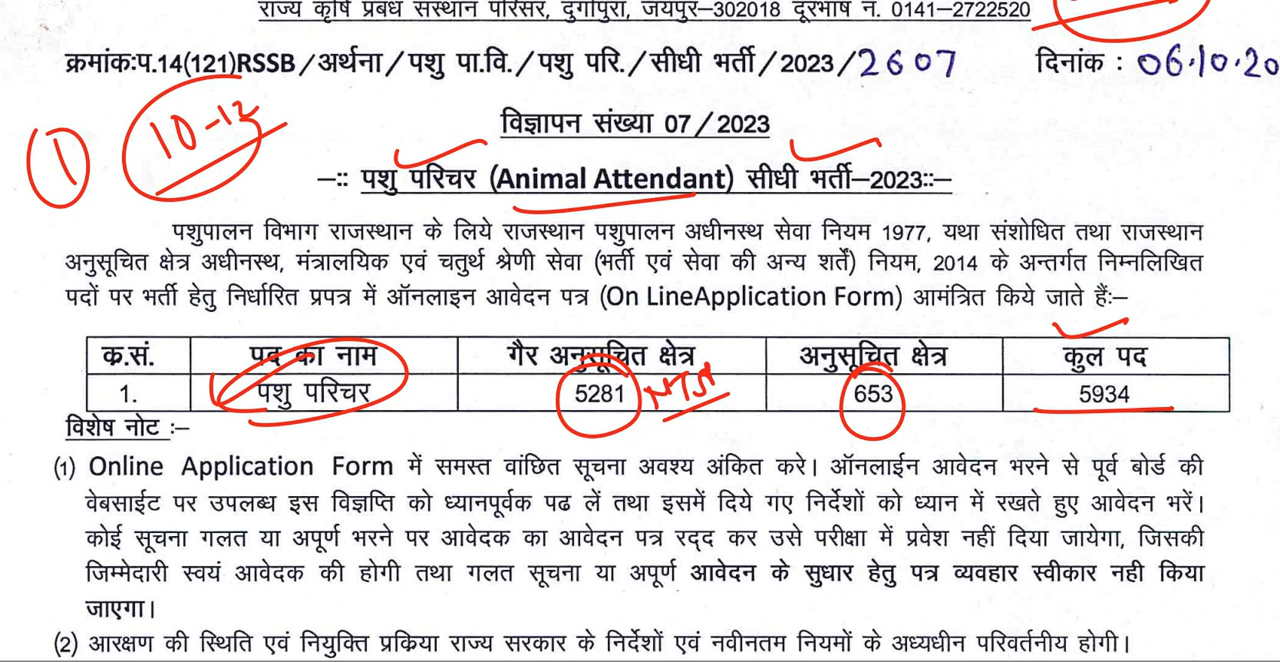 राज्य कृषि प्रबंध संस्थान परिसर, दुर्गापुरा, जयपुर–302018 दूरभाष नं. 0141–2722520
क्रमांक:प.14(121)RSSB/अर्थना/पशु पा.वि./पशु परि./सीधी भर्ती/2023/2607 दिनांक : 06.10.20
10-12
1
विज्ञापन संख्या 07/2023
–:: पशु परिचर (Animal Attendant) सीधी भर्ती–2023::–
पशुपालन विभाग राजस्थान के लिये राजस्थान पशुपालन अधीनस्थ सेवा नियम 1977, यथा संशोधित तथा राजस्थान
अनुसूचित क्षेत्र अधीनस्थ, मंत्रालयिक एवं चतुर्थ श्रेणी सेवा (भर्ती एवं सेवा की अन्य शर्तें) नियम, 2014 के अन्तर्गत निम्नलिखित
पदों पर भर्ती हेतु निर्धारित प्रपत्र में ऑनलाइन आवेदन पत्र (On LineApplication Form) आमंत्रित किये जाते हैं:–
क्र.सं. पद का नाम गैर अनुसूचित क्षेत्र अनुसूचित क्षेत्र कुल पद
1. पशु परिचर 5281 653 5934
विशेष नोट :–
(1) Online Application Form में समस्त वांछित सूचना अवश्य अंकित करे। ऑनलाईन आवेदन भरने से पूर्व बोर्ड की
वेबसाईट पर उपलब्ध इस विज्ञप्ति को ध्यानपूर्वक पढ लें तथा इसमें दिये गए निर्देशों को ध्यान में रखते हुए आवेदन भरें।
कोई सूचना गलत या अपूर्ण भरने पर आवेदक का आवेदन पत्र रद्द कर उसे परीक्षा में प्रवेश नहीं दिया जायेगा, जिसकी
जिम्मेदारी स्वयं आवेदक की होगी तथा गलत सूचना या अपूर्ण आवेदन के सुधार हेतु पत्र व्यवहार स्वीकार नही किया
जाएगा।
(2) आरक्षण की स्थिति एवं नियुक्ति प्रक्रिया राज्य सरकार के निर्देशों एवं नवीनतम नियमों के अध्यधीन परिवर्तनीय होगी।